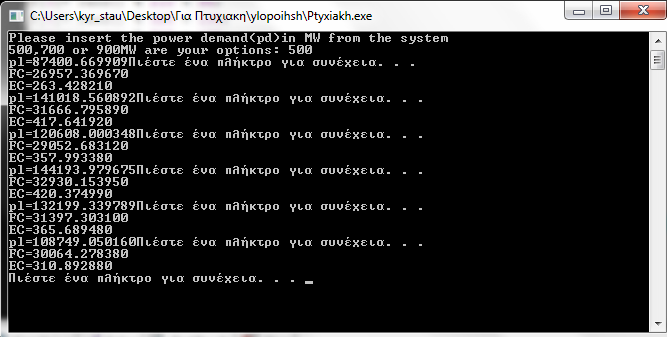 C:\Users\kyr_stau\Desktop\Για Πτυχιακη\ylopoihsh\Ptyxiakh.exe
Please insert the power demand(pd)in MW from the system
500,700 or 900MW are your options: 500
pl=87400.669909Πιέστε ένα πλήκτρο για συνέχεια. . .
FC=26957.369670
EC=263.428210
pl=141018.560892Πιέστε ένα πλήκτρο για συνέχεια. . .
FC=31666.795890
EC=417.641920
pl=120608.000348Πιέστε ένα πλήκτρο για συνέχεια. . .
FC=29052.683120
EC=357.993380
pl=144193.979675Πιέστε ένα πλήκτρο για συνέχεια. . .
FC=32930.153950
EC=420.374990
pl=132199.339789Πιέστε ένα πλήκτρο για συνέχεια. . .
FC=31397.303100
EC=365.689480
pl=108749.050160Πιέστε ένα πλήκτρο για συνέχεια. . .
FC=30064.278380
EC=310.892880
Πιέστε ένα πλήκτρο για συνέχεια. . . _